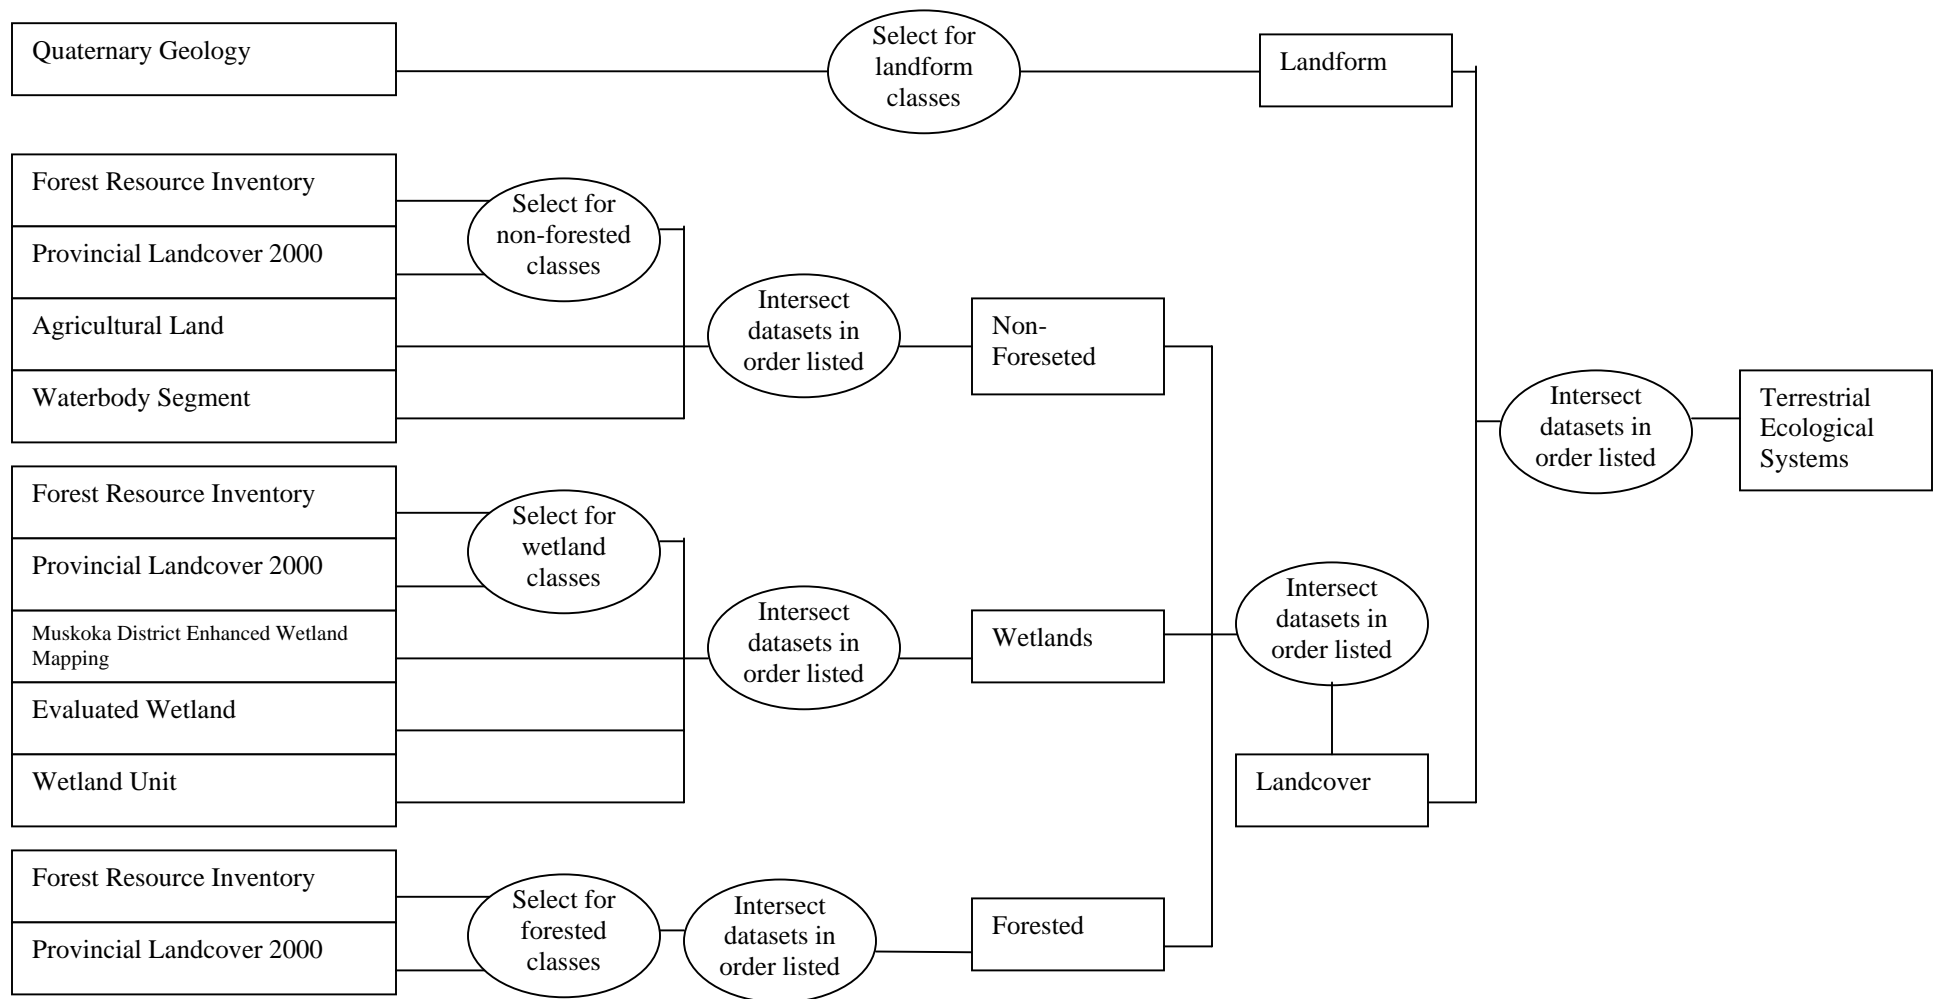 Quaternary Geology
Select for
landform
classes
Landform
Forest Resource Inventory
Provincial Landcover 2000
Agricultural Land
Waterbody Segment
Select for
non-forested
classes
Intersect
datasets in
order listed
Non-
Foreseted
Forest Resource Inventory
Provincial Landcover 2000
Muskoka District Enhanced Wetland
Mapping
Evaluated Wetland
Wetland Unit
Select for
wetland
classes
Intersect
datasets in
order listed
Wetlands
Forest Resource Inventory
Provincial Landcover 2000
Select for
forested
classes
Intersect
datasets in
order listed
Forested
Intersect
datasets in
order listed
Landcover
Intersect
datasets in
order listed
Terrestrial
Ecological
Systems